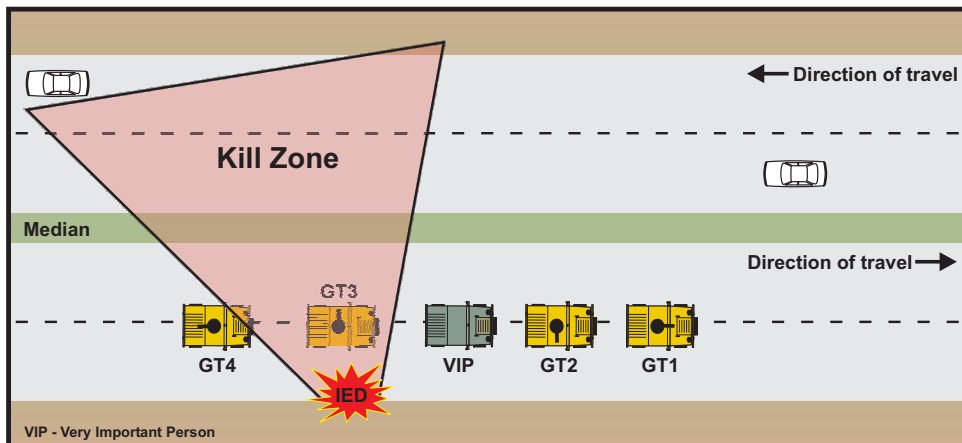 Direction of travel
Kill Zone
Median
Direction of travel
GT3
GT4
VIP
GT2
GT1
IED
VIP - Very Important Person